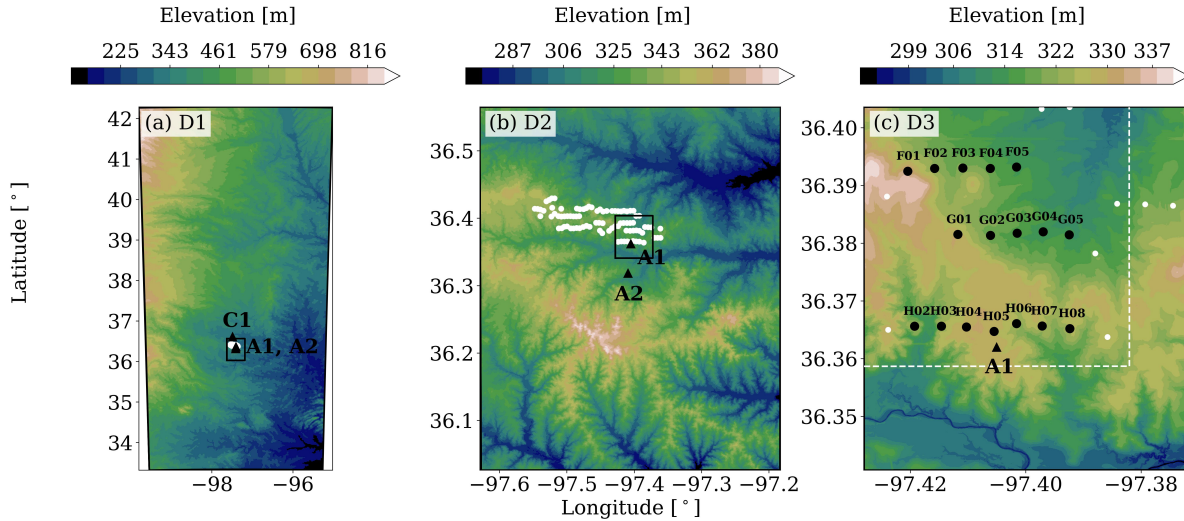 Elevation [m] Elevation [m] Elevation [m]
225 343 461 579 698 816 287 306 324 343 362 380 299 306 314 322 330 337
(a) D1
42
41
40
39
38
37
36
35
34
C1
A1, A2
−98 −96
Latitude [°]
(b) D2
36.5
36.4
36.3
36.2
36.1
A1
A2
−97.6 −97.5 −97.4 −97.3 −97.2
Longitude [°]
(c) D3
36.40
36.39
36.38
36.37
36.36
36.35
F01 F02 F03 F04 F05
G01 G02 G03 G04 G05
H02 H03 H04 H05 H06 H07 H08
A1
−97.42 −97.40 −97.38